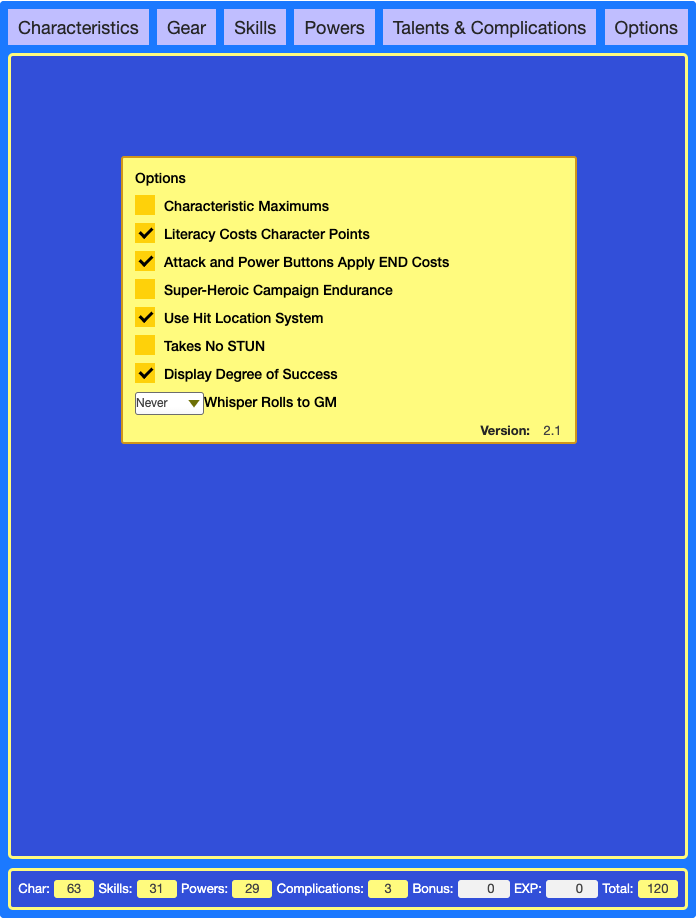 Characteristics Gear Skills Powers Talents & Complications Options
Options
Characteristic Maximums
Literacy Costs Character Points
Attack and Power Buttons Apply END Costs
Super-Heroic Campaign Endurance
Use Hit Location System
Takes No STUN
Display Degree of Success
Never Whisper Rolls to GM
Version: 2.1
Char: 63 Skills: 31 Powers: 29 Complications: 3 Bonus: 0 EXP: 0 Total: 120